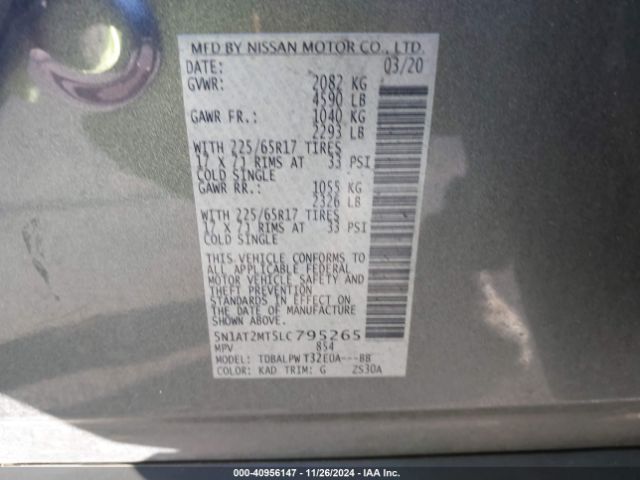 MFD BY NISSAN MOTOR CO., LTD.
DATE: 03/20
GVWR: 2082 KG
4590 LB
GAWR FR.: 1040 KG
2293 LB
WITH 225/65R17 TIRES
17 X 7J RIMS AT 33 PSI
COLD SINGLE
GAWR RR.: 1055 KG
2326 LB
WITH 225/65R17 TIRES
17 X 7J RIMS AT 33 PSI
COLD SINGLE
THIS VEHICLE CONFORMS TO
ALL APPLICABLE FEDERAL
MOTOR VEHICLE SAFETY AND
THEFT PREVENTION
STANDARDS IN EFFECT ON
THE DATE OF MANUFACTURE
SHOWN ABOVE.
5N1AT2MT5LC795265
MPV 854
MODEL: TDBALPW T32EUA---BB
COLOR: KAD TRIM: G 2S30A
000-40956147 - 11/26/2024 - IAA Inc.